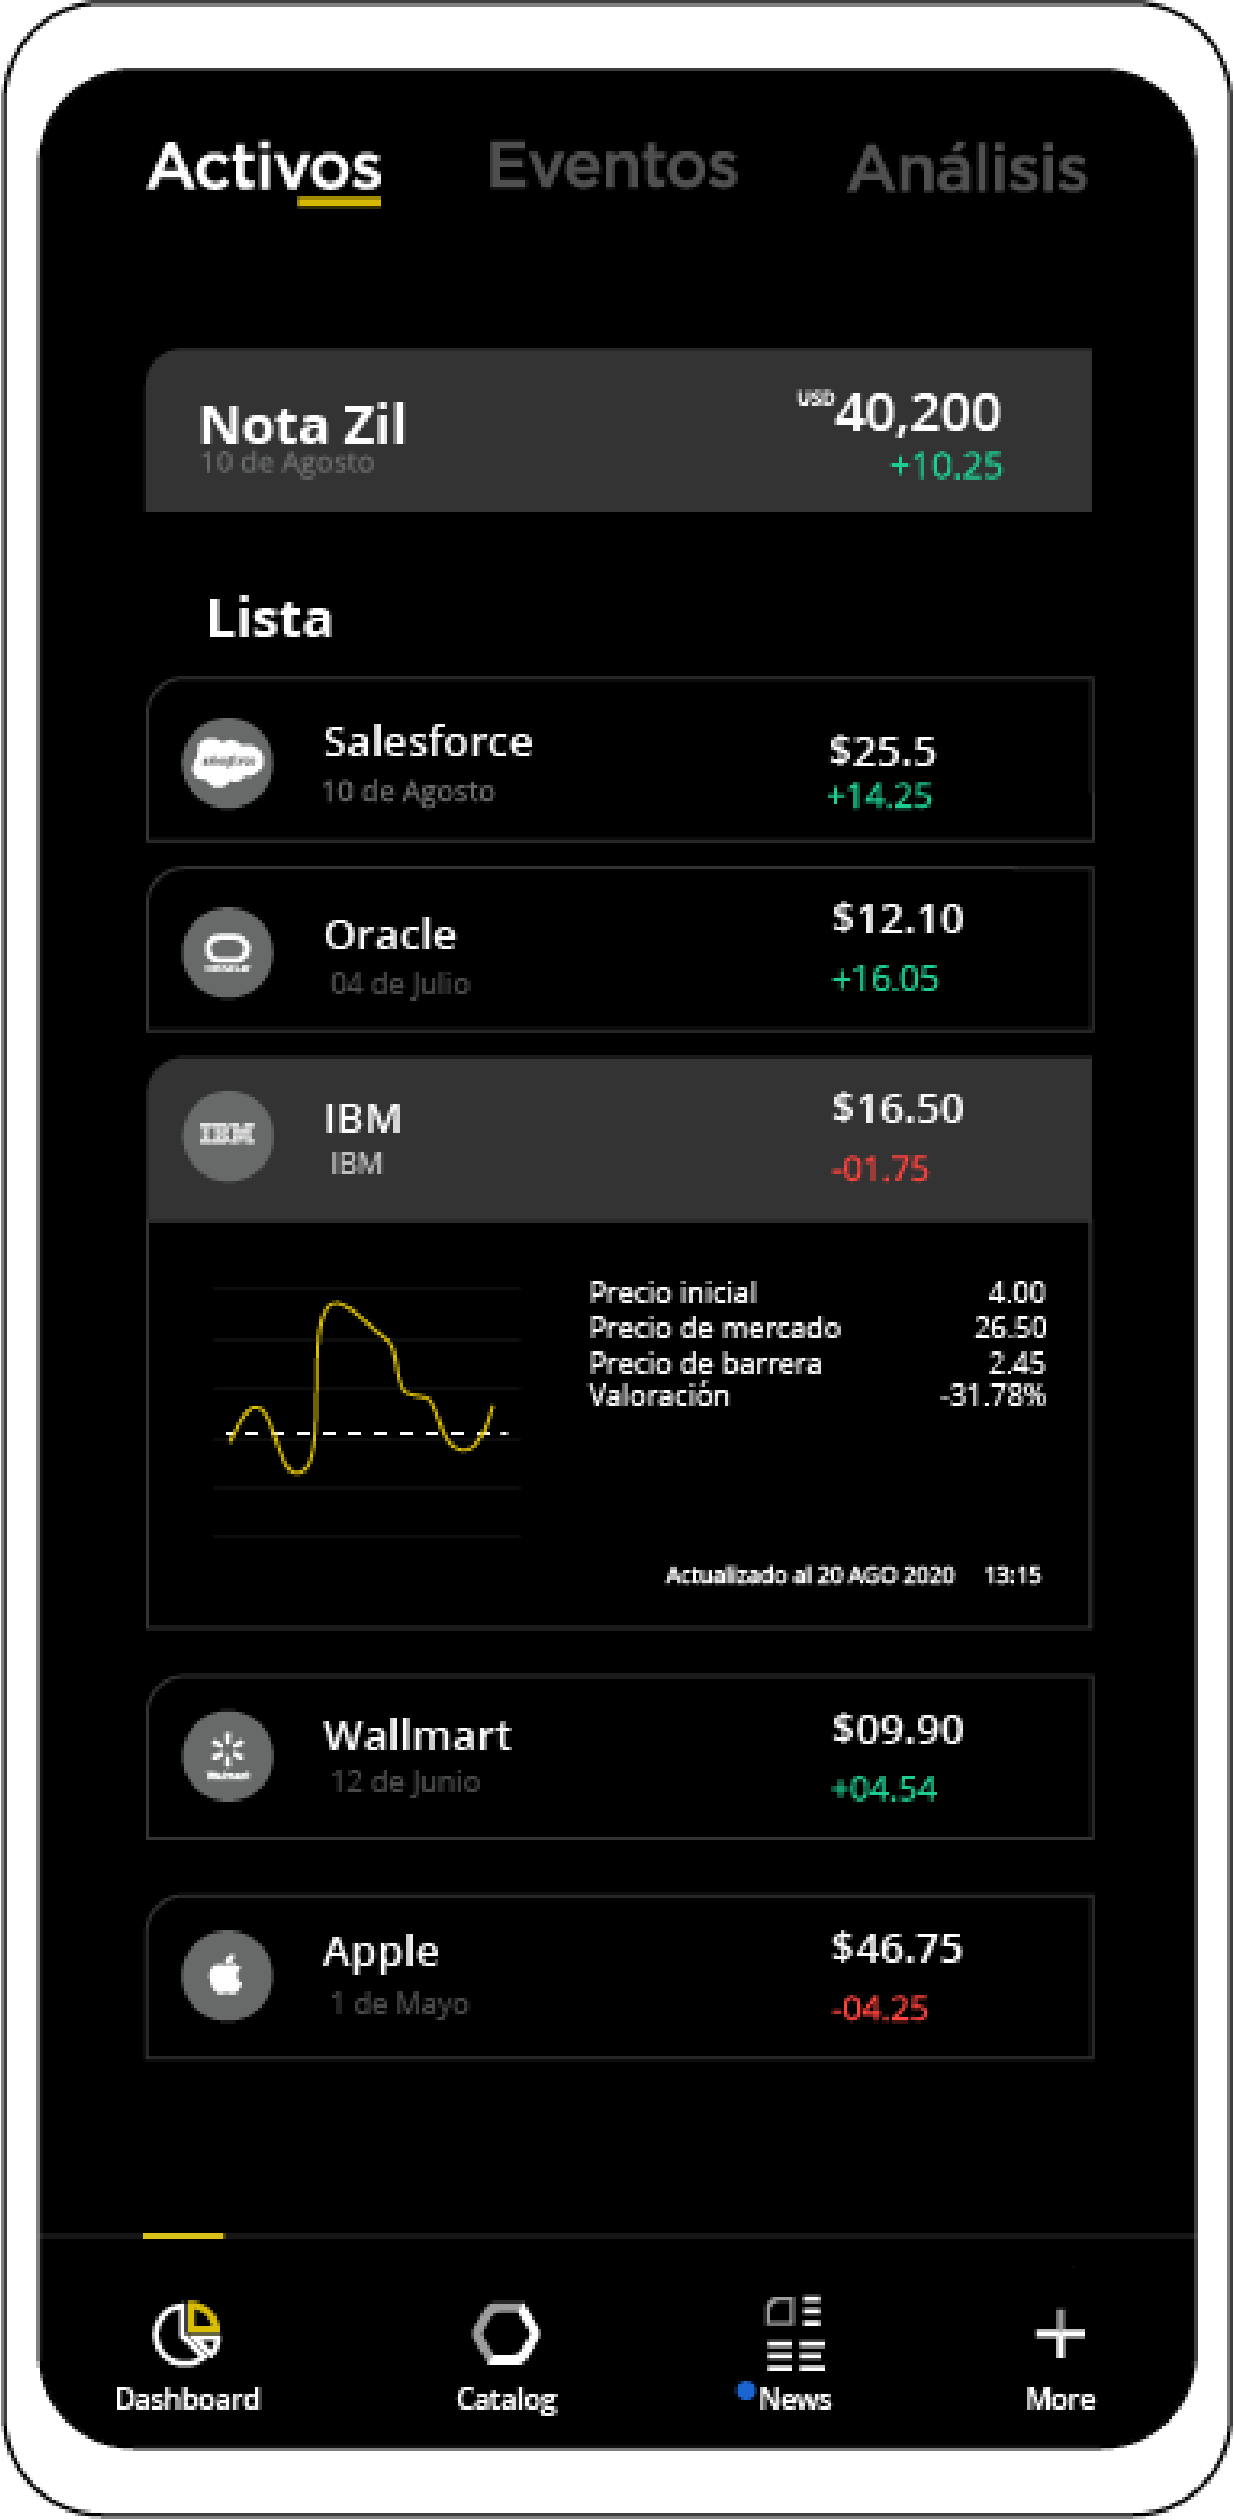 Activos Eventos Análisis
Nota Zil USD 40,200
10 de Agosto +10.25
Lista
Salesforce $25.5
10 de Agosto +14.25
Oracle $12.10
04 de Julio +16.05
IBM IBM $16.50
IBM -01.75
Precio inicial 4.00
Precio de mercado 26.50
Precio de barrera 2.45
Valoración -31.78%
Actualizado al 20 AGO 2020 13:15
Wallmart $09.90
12 de Junio +04.54
Apple $46.75
1 de Mayo -04.25
Dashboard Catalog News More